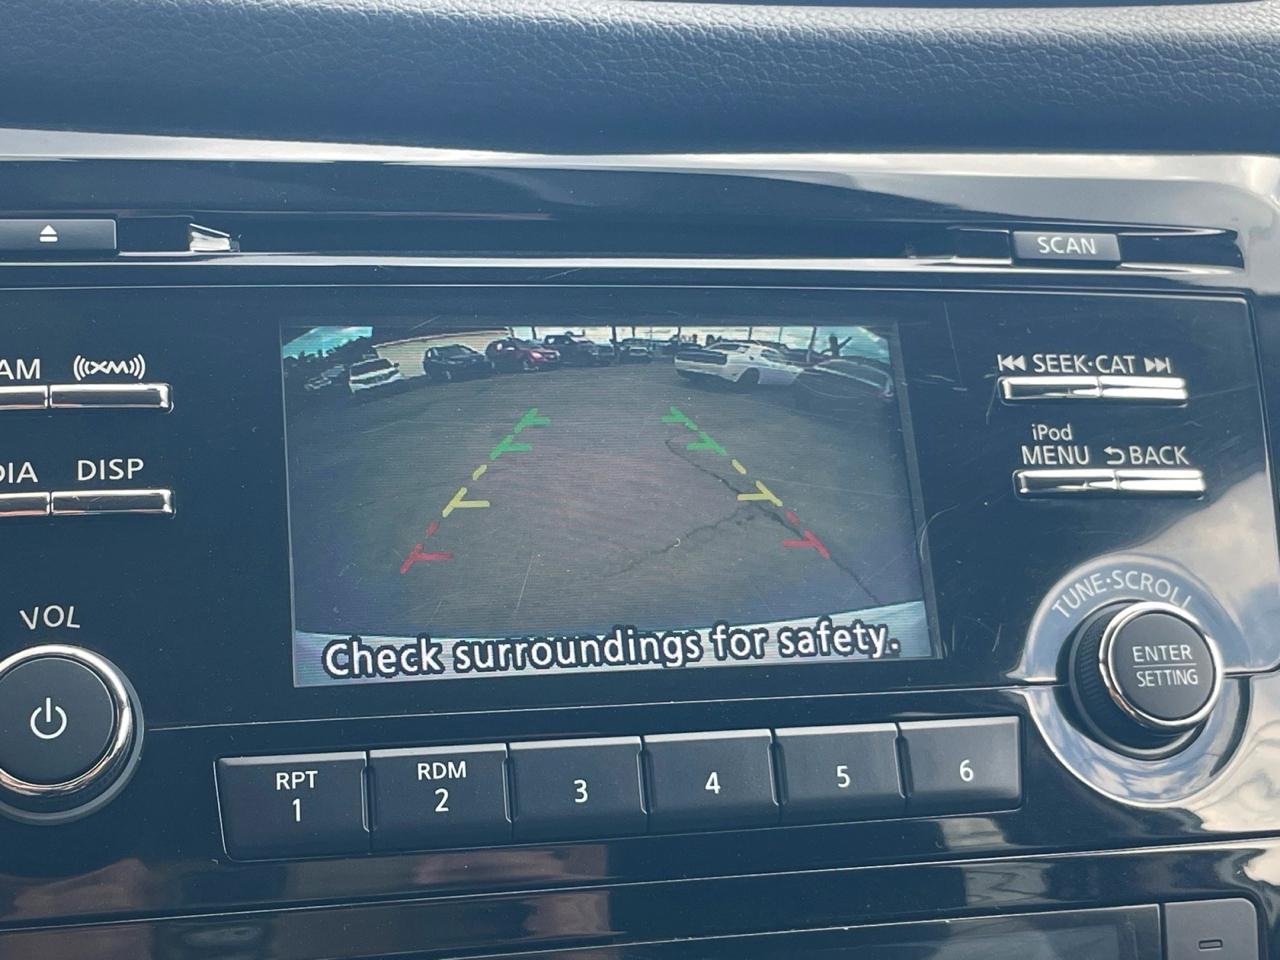 SCAN
AM
XM
SEEK·CAT
iPod
MENU
BACK
DIA
DISP
VOL
TUNE·SCROLL
ENTER
SETTING
Check surroundings for safety.
RPT
1
RDM
2
3
4
5
6